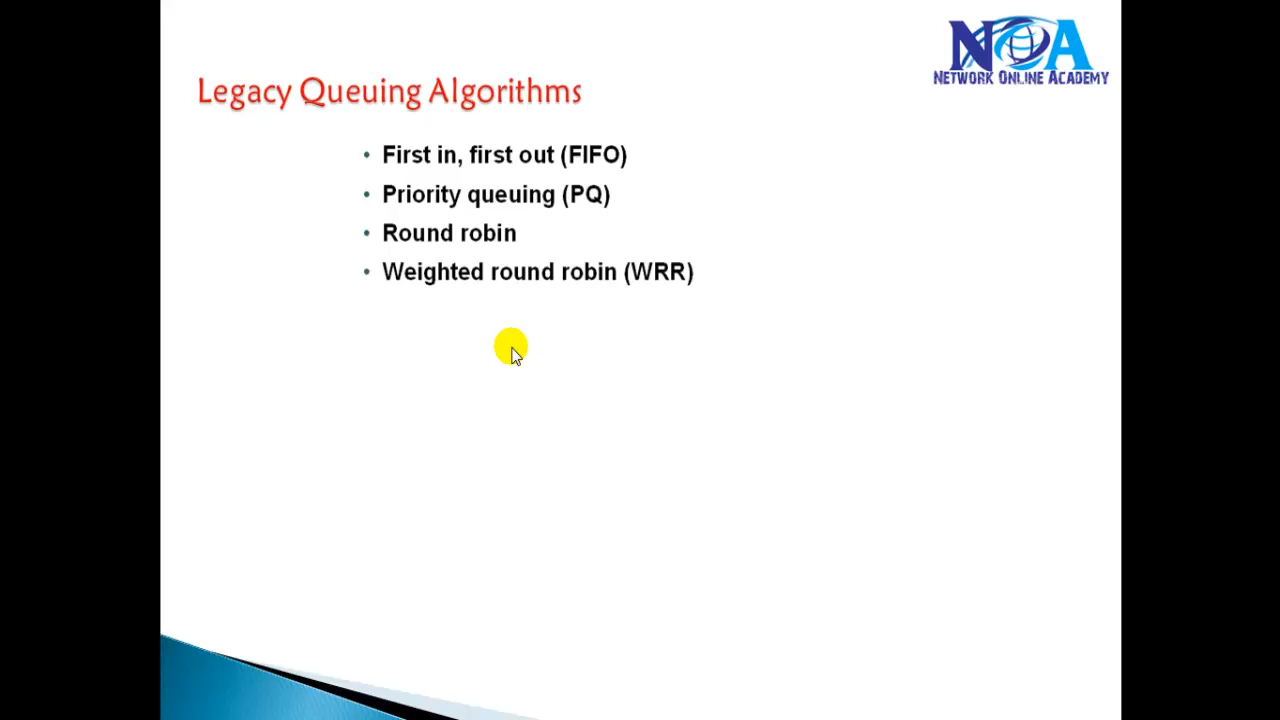 NOA
NETWORK ONLINE ACADEMY
Legacy Queuing Algorithms
• First in, first out (FIFO)
• Priority queuing (PQ)
• Round robin
• Weighted round robin (WRR)